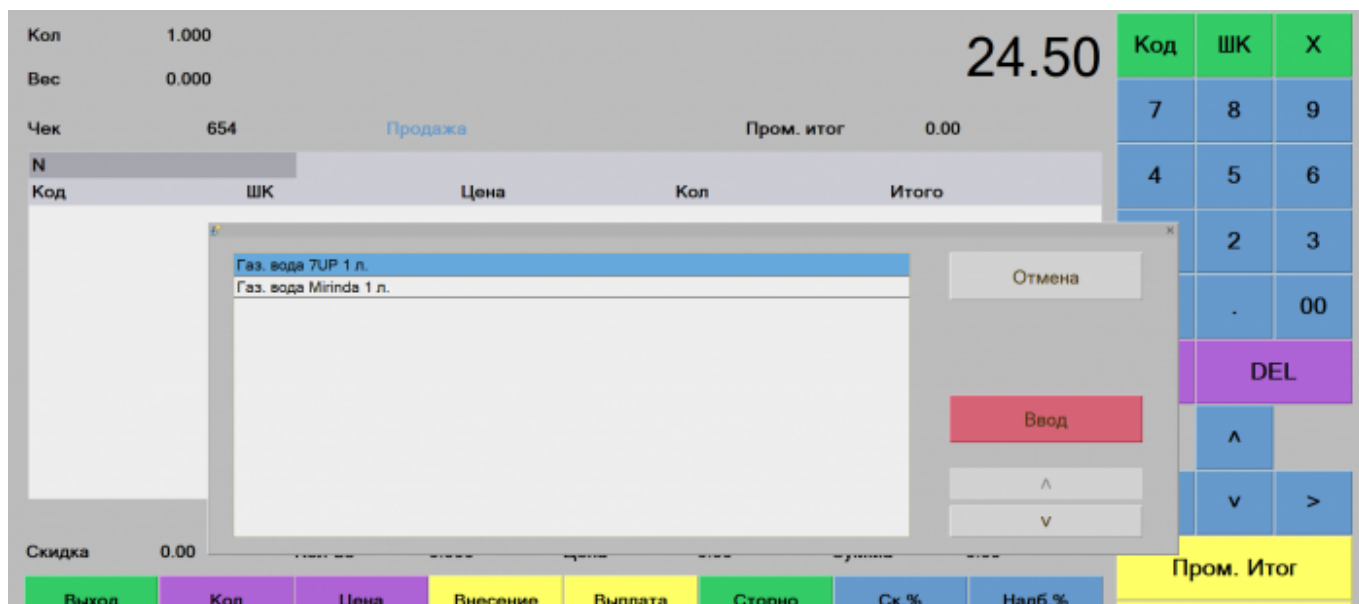 Кол 1.000
24.50
Код ШК X
Вес 0.000
7 8 9
Чек 654 Продажа Пром. итог 0.00
N
4 5 6
Код ШК Цена Кол Итого
2 3
Газ. вода 7UP 1 л.
Отмена
Газ. вода Mirinda 1 л.
. 00
DEL
Ввод
^
^
v >
v
Скидка 0.00
Пром. Итог
Выход Кол Цена Внесение Выплата Сторно Ск.% Надб.%